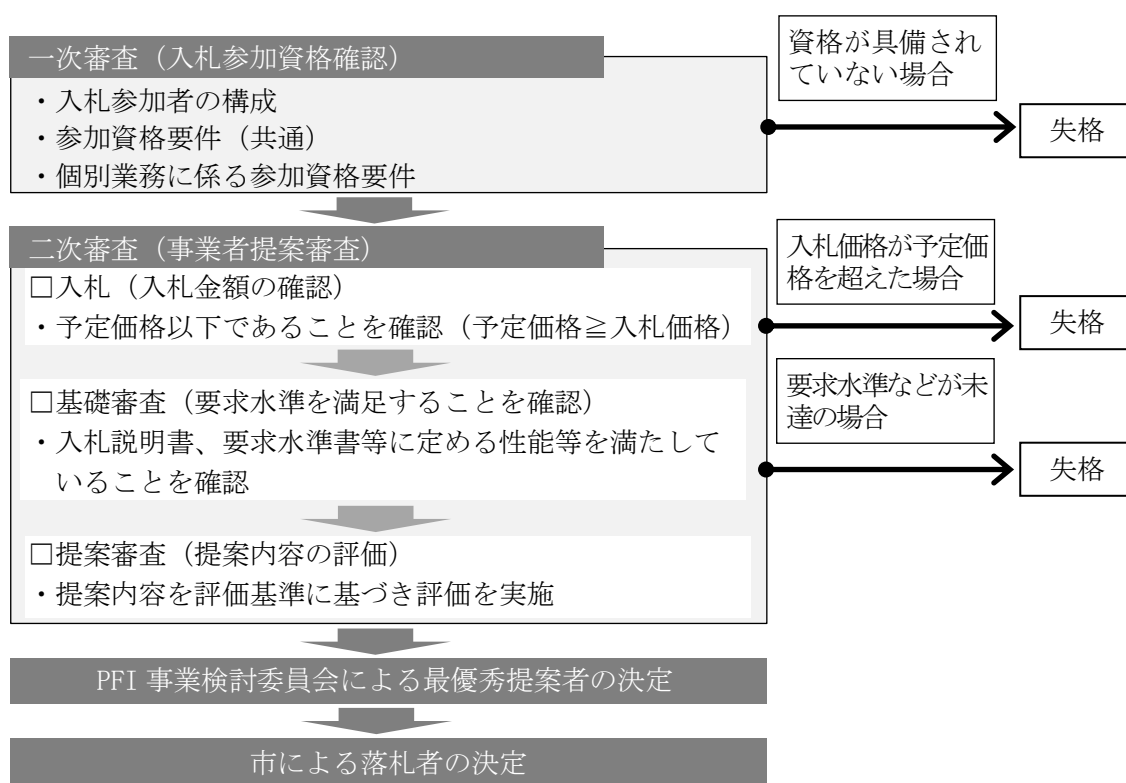 一次審査（入札参加資格確認）
・入札参加者の構成
・参加資格要件（共通）
・個別業務に係る参加資格要件
資格が具備され
ていない場合
失格
二次審査（事業者提案審査）
□入札（入札金額の確認）
・予定価格以下であることを確認（予定価格≧入札価格）
入札価格が予定価
格を超えた場合
失格
□基礎審査（要求水準を満足することを確認）
・入札説明書、要求水準書等に定める性能等を満たして
いることを確認
要求水準などが未
達の場合
失格
□提案審査（提案内容の評価）
・提案内容を評価基準に基づき評価を実施
PFI 事業検討委員会による最優秀提案者の決定
市による落札者の決定